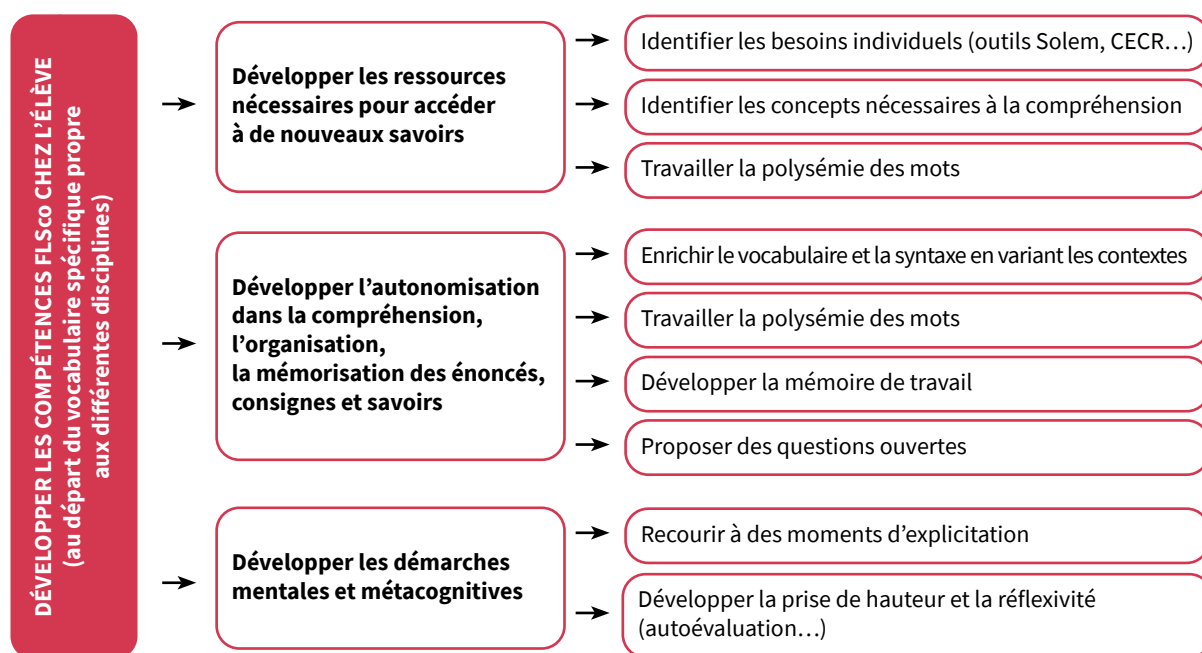 DÉVELOPPER LES COMPÉTENCES FLSco CHEZ L’ÉLÈVE
(au départ du vocabulaire spécifique propre
aux différentes disciplines)
Développer les ressources
nécessaires pour accéder
à de nouveaux savoirs
Identifier les besoins individuels (outils Solem, CECR…)
Identifier les concepts nécessaires à la compréhension
Travailler la polysémie des mots
Développer l’autonomisation
dans la compréhension,
l’organisation,
la mémorisation des énoncés,
consignes et savoirs
Enrichir le vocabulaire et la syntaxe en variant les contextes
Travailler la polysémie des mots
Développer la mémoire de travail
Proposer des questions ouvertes
Développer les démarches
mentales et métacognitives
Recourir à des moments d’explicitation
Développer la prise de hauteur et la réflexivité
(autoévaluation…)